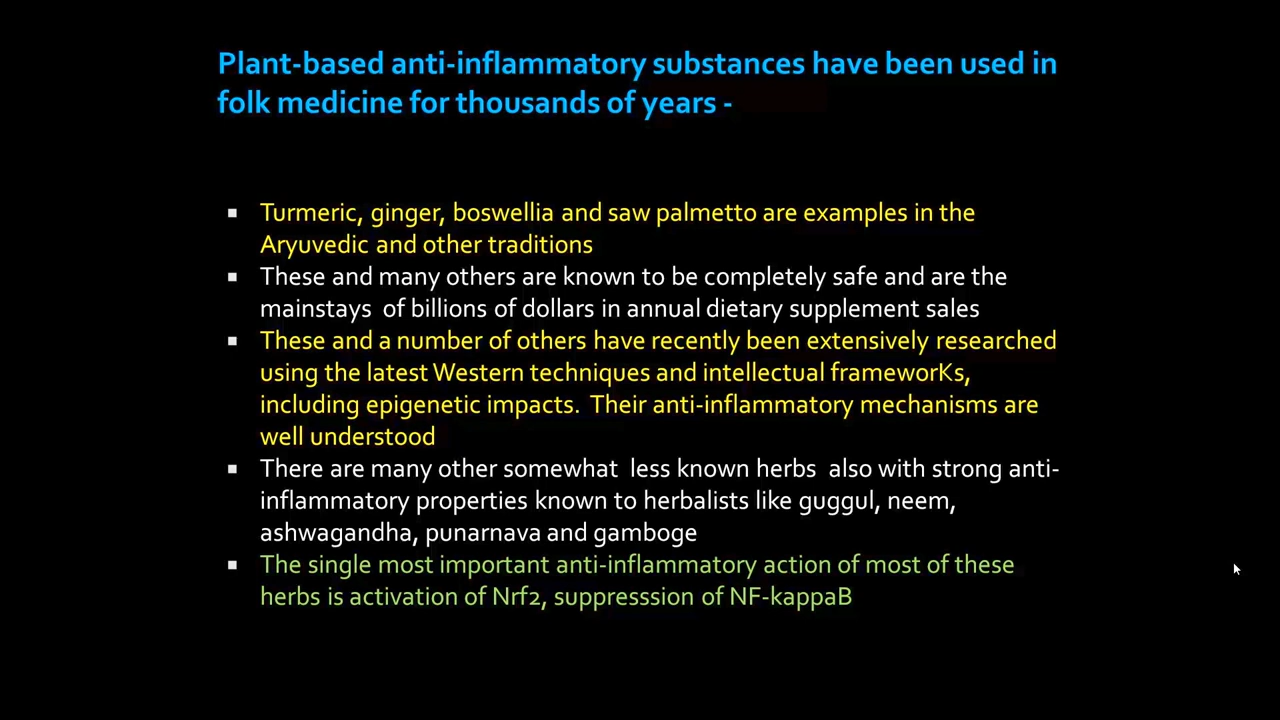 Plant-based anti-inflammatory substances have been used in
folk medicine for thousands of years -
▪ Turmeric, ginger, boswellia and saw palmetto are examples in the
Aryuvedic and other traditions
▪ These and many others are known to be completely safe and are the
mainstays  of billions of dollars in annual dietary supplement sales
▪ These and a number of others have recently been extensively researched
using the latest Western techniques and intellectual frameworKs,
including epigenetic impacts.  Their anti-inflammatory mechanisms are
well understood
▪ There are many other somewhat  less known herbs  also with strong anti-
inflammatory properties known to herbalists like guggul, neem,
ashwagandha, punarnava and gamboge
▪ The single most important anti-inflammatory action of most of these
herbs is activation of Nrf2, suppresssion of NF-kappaB